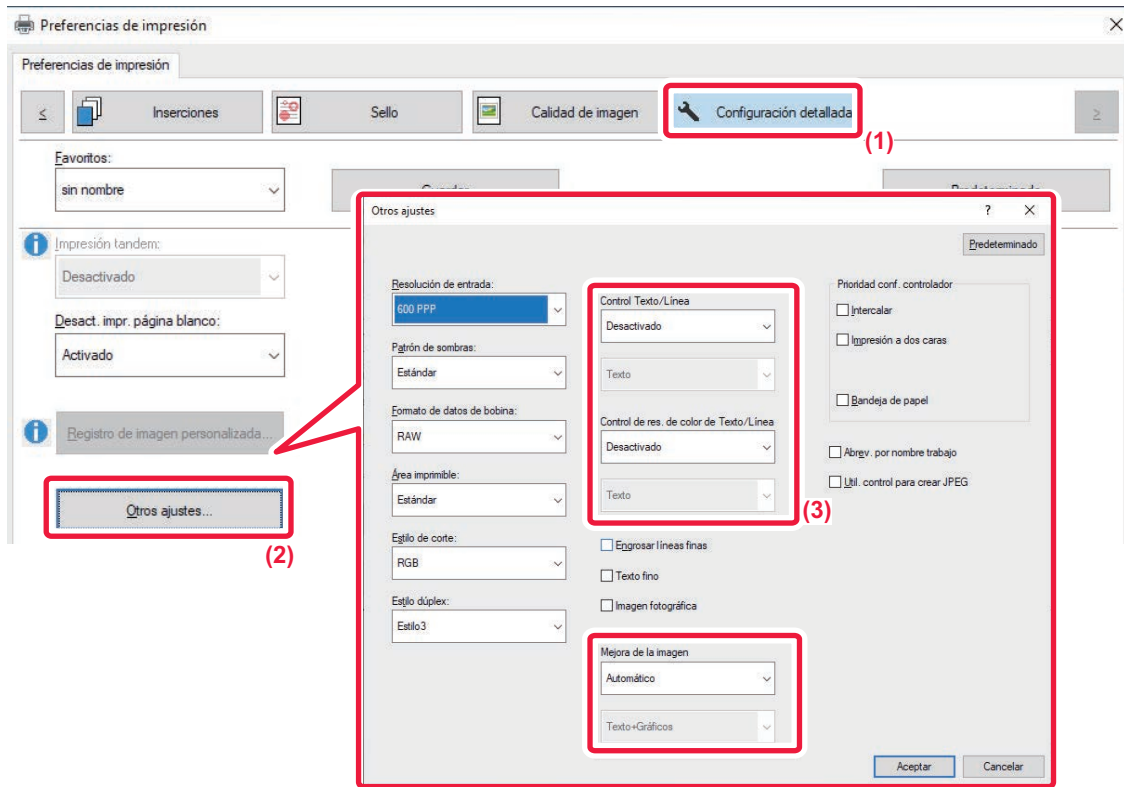 Preferencias de impresión
Preferencias de impresión
<
Inserciones
Sello
Calidad de imagen
Configuración detallada
>
(1)
Favoritos:
sin nombre
Impresión tandem:
Desactivado
Desact. impr. página blanco:
Activado
Registro de imagen personalizada...
Otros ajustes...
(2)
Otros ajustes
?
Predeterminado
Resolución de entrada:
600 PPP
Patrón de sombras:
Estándar
Formato de datos de bobina:
RAW
Área imprimible:
Estándar
Estilo de corte:
RGB
Estilo dúplex:
Estilo3
Control Texto/Línea
Desactivado
Texto
Control de res. de color de Texto/Línea
Desactivado
Texto
(3)
Engrosar líneas finas
Texto fino
Imagen fotográfica
Mejora de la imagen
Automático
Texto+Gráficos
Prioridad conf. controlador
Intercalar
Impresión a dos caras
Bandeja de papel
Abrev. por nombre trabajo
Util. control para crear JPEG
Aceptar
Cancelar